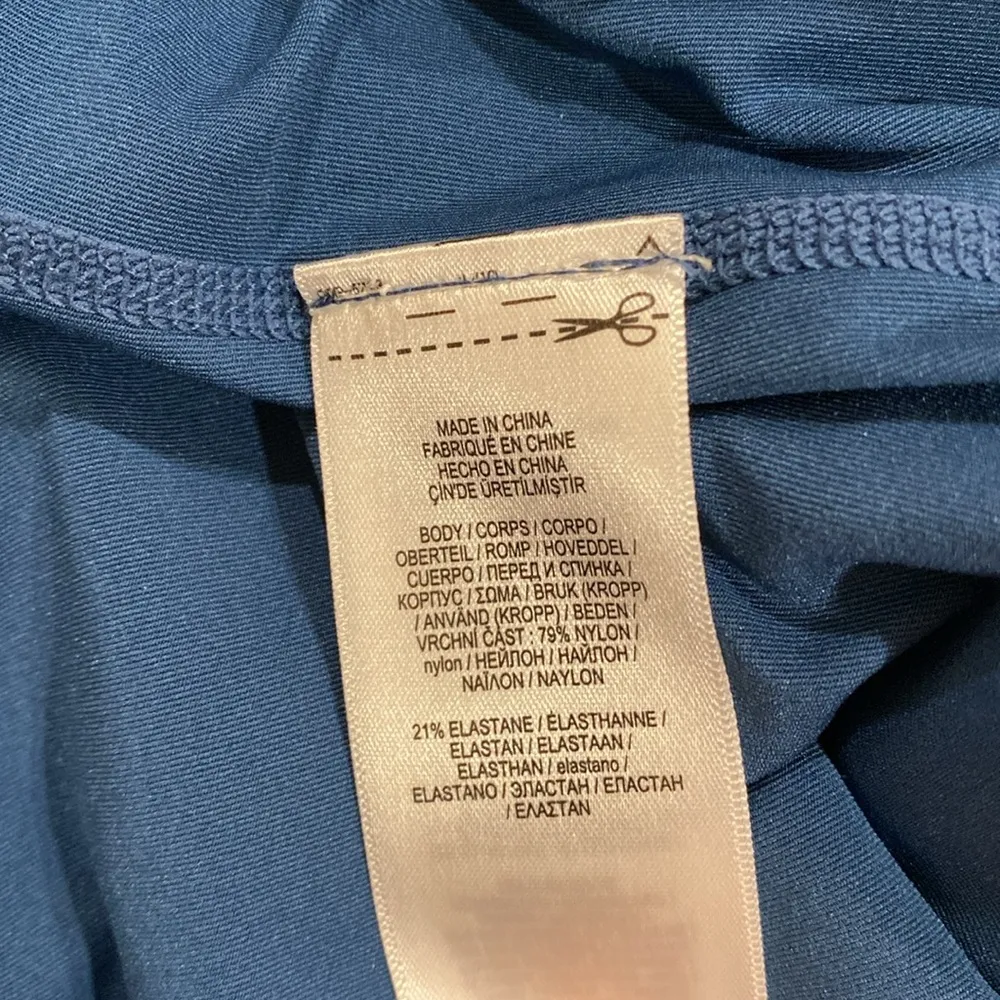 MADE IN CHINA
FABRIQUÉ EN CHINE
HECHO EN CHINA
ÇİN'DE ÜRETİLMİŞTİR
BODY / CORPS / CORPO /
OBERTEIL / ROMP / HOVEDDEL /
CUERPO / ПЕРЕД И СПИНКА /
КОРПУС / ΣΩΜΑ / BRUK (KROPP)
/ ANVÄND (KROPP) / BEDEN /
VRCHNÍ ČÁST : 79% NYLON /
nylon / НЕЙЛОН / НАЙЛОН /
ΝΑΪΛΟΝ / NAYLON
21% ELASTANE / ÉLASTHANNE /
ELASTAN / ELASTAAN /
ELASTHAN / elastano /
ELASTANO / ЭЛАСТАН / ЕЛАСТАН
/ ΕΛΑΣΤΑΝ